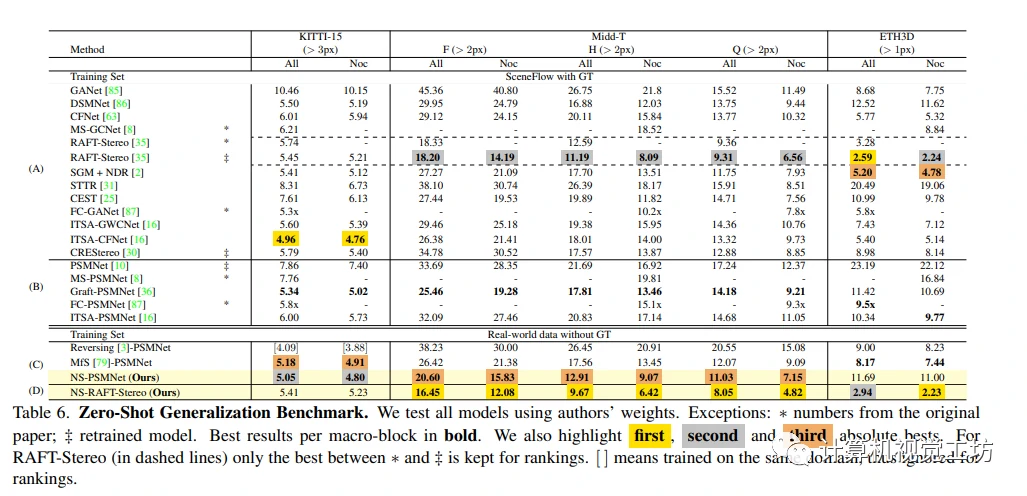 KITTI-15 Midd-T ETH3D
Method (> 3px) F (> 2px) H (> 2px) Q (> 2px) (> 1px)
All Noc All Noc All Noc All Noc All Noc
Training Set SceneFlow with GT
GANet [85] 10.46 10.15 45.36 40.80 26.75 21.8 15.52 11.49 8.68 7.75
DSMNet [86] 5.50 5.19 29.95 24.79 16.88 12.03 13.75 9.44 12.52 11.62
CFNet [63] 6.01 5.94 29.12 24.15 20.11 15.84 13.77 10.32 5.77 5.32
MS-GCNet [8] * 6.21 - - - - 18.52 - - - 8.84
RAFT-Stereo [35] * 5.74 - 18.33 - 12.59 - 9.36 - 3.28 -
(A) RAFT-Stereo [35] ‡ 5.45 5.21 18.20 14.19 11.19 8.09 9.31 6.56 2.59 2.24
SGM + NDR [2] 5.41 5.12 27.27 21.09 17.70 13.51 11.75 7.93 5.20 4.78
STTR [31] 8.31 6.73 38.10 30.74 26.39 18.17 15.91 8.51 20.49 19.06
CEST [25] 7.61 6.13 27.44 19.53 19.89 11.82 14.71 7.56 10.99 9.78
FC-GANet [87] * 5.3x - - - - 10.2x - 7.8x 5.8x -
ITSA-GWCNet [16] 5.60 5.39 29.46 25.18 19.38 15.95 14.36 10.76 7.43 7.12
ITSA-CFNet [16] 4.96 4.76 26.38 21.41 18.01 14.00 13.32 9.73 5.40 5.14
CREStereo [30] ‡ 5.79 5.40 34.78 30.52 17.57 13.87 12.88 8.85 8.98 8.14
PSMNet [10] ‡ 7.86 7.40 33.69 28.35 21.69 16.92 17.24 12.37 23.19 22.12
MS-PSMNet [8] * 7.76 - - - - 19.81 - - - 16.84
(B) Graft-PSMNet [36] 5.34 5.02 25.46 19.28 17.81 13.46 14.18 9.21 11.42 10.69
FC-PSMNet [87] * 5.8x - - - - 15.1x - 9.3x 9.5x -
ITSA-PSMNet [16] 6.00 5.73 32.09 27.46 20.83 17.14 14.68 11.05 10.34 9.77
Training Set Real-world data without GT
Reversing [3]-PSMNet [4.09] [3.88] 38.23 30.00 26.45 20.91 20.55 15.08 9.00 8.23
(C) MfS [79]-PSMNet 5.18 4.91 26.42 21.38 17.56 13.45 12.07 9.09 8.17 7.44
NS-PSMNet (Ours) 5.05 4.80 20.60 15.83 12.91 9.07 11.03 7.15 11.69 11.00
(D) NS-RAFT-Stereo (Ours) 5.41 5.23 16.45 12.08 9.67 6.42 8.05 4.82 2.94 2.23
Table 6. Zero-Shot Generalization Benchmark. We test all models using authors' weights. Exceptions: * numbers from the original
paper; ‡ retrained model. Best results per macro-block in bold. We also highlight first, second and third absolute bests. For
RAFT-Stereo (in dashed lines) only the best between * and ‡ is kept for rankings. [ ] means trained on the same domain, thus ignored for
rankings.
计算机视觉工坊